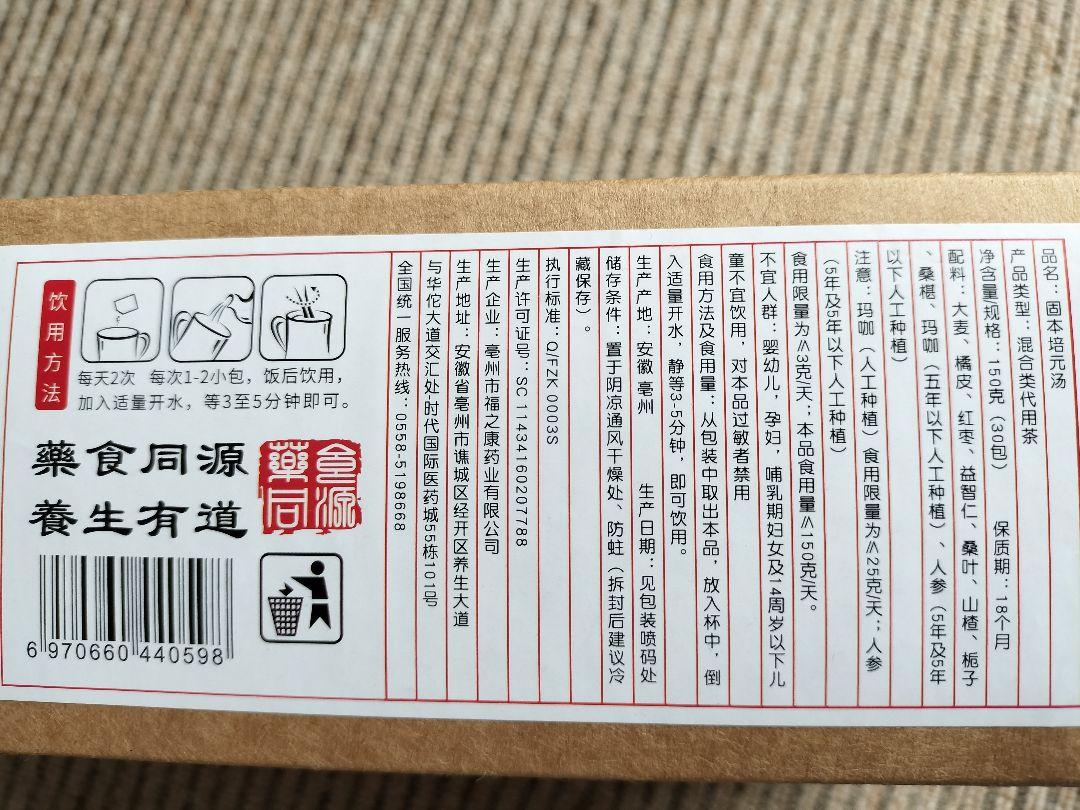 品名：固本培元汤
产品类型：混合类代用茶
净含量/规格：150克（30包） 保质期：18个月
配料：大麦、橘皮、红枣、益智仁、桑叶、山楂、栀子
、桑椹、玛咖（五年以下人工种植）、人参（5年及5年
以下人工种植）
注意：玛咖（人工种植）食用限量为≤25克/天；人参
（5年及5年以下人工种植）
食用限量为≤3克/天；本品食用量≤150克/天。
不宜人群：婴幼儿，孕妇，哺乳期妇女及14周岁以下儿
童不宜饮用，对本品过敏者禁用
食用方法及食用量：从包装中取出本品，放入杯中，倒
入适量开水，静等3-5分钟，即可饮用。
生产产地：安徽 亳州 生产日期：见包装喷码处
储存条件：置于阴凉通风干燥处、防蛀（拆封后建议冷
藏保存）。
执行标准：Q/FZK 0003S
生产许可证号：SC 11434160207788
生产企业：亳州市福之康药业有限公司
生产地址：安徽省亳州市谯城区经开区养生大道
与华佗大道交汇处-时代国际医药城55栋101号
全国统一服务热线：0558-5198668
饮用方法
每天2次 每次1-2小包，饭后饮用，
加入适量开水，等3至5分钟即可。
藥食同源
養生有道
食源
藥同
6 970660 440598